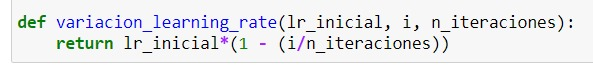 def variacion_learning_rate(lr_inicial, i, n_iteraciones):
    return lr_inicial*(1 - (i/n_iteraciones))